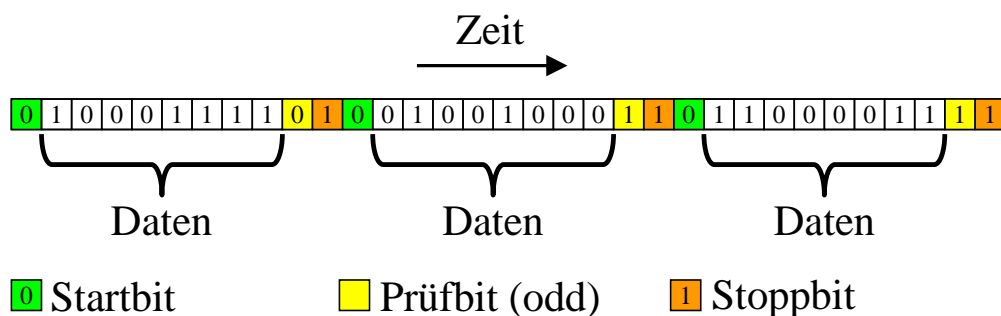 Zeit
0 1 0 0 0 1 1 1 1 0 1 0 0 1 0 0 1 0 0 0 1 1 0 1 1 0 0 0 0 1 1 1 1
Daten Daten Daten
0 Startbit Prüfbit (odd) 1 Stoppbit